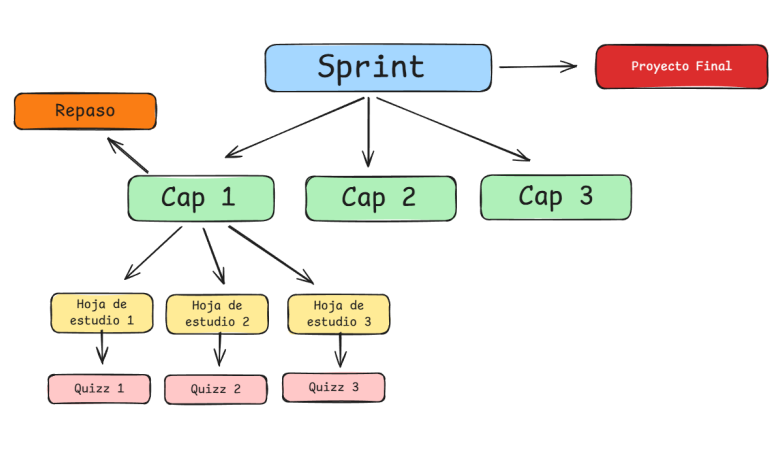 Sprint
Proyecto Final
Repaso
Cap 1
Cap 2
Cap 3
Hoja de
estudio 1
Hoja de
estudio 2
Hoja de
estudio 3
Quizz 1
Quizz 2
Quizz 3